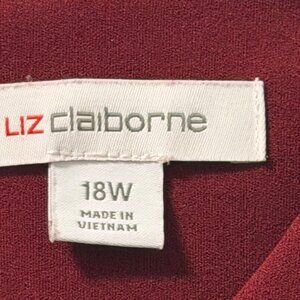 LIZ claiborne
18W
MADE IN
VIETNAM